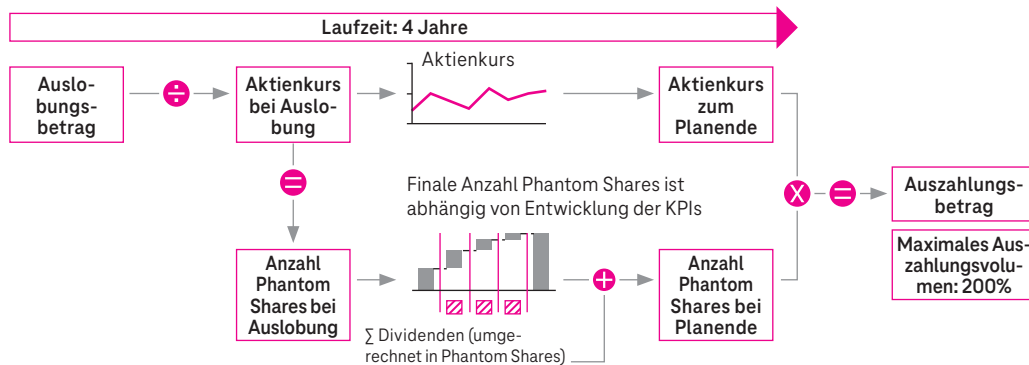 Laufzeit: 4 Jahre
Auslo-
bungs-
betrag
÷
Aktienkurs
bei Auslo-
bung
Aktienkurs
Aktienkurs
zum
Planende
=
Finale Anzahl Phantom Shares ist
abhängig von Entwicklung der KPIs
X
=
Auszahlungs-
betrag
Maximales Aus-
zahlungsvolu-
men: 200%
Anzahl
Phantom
Shares bei
Auslobung
+
Anzahl
Phantom
Shares bei
Planende
∑ Dividenden (umge-
rechnet in Phantom Shares)